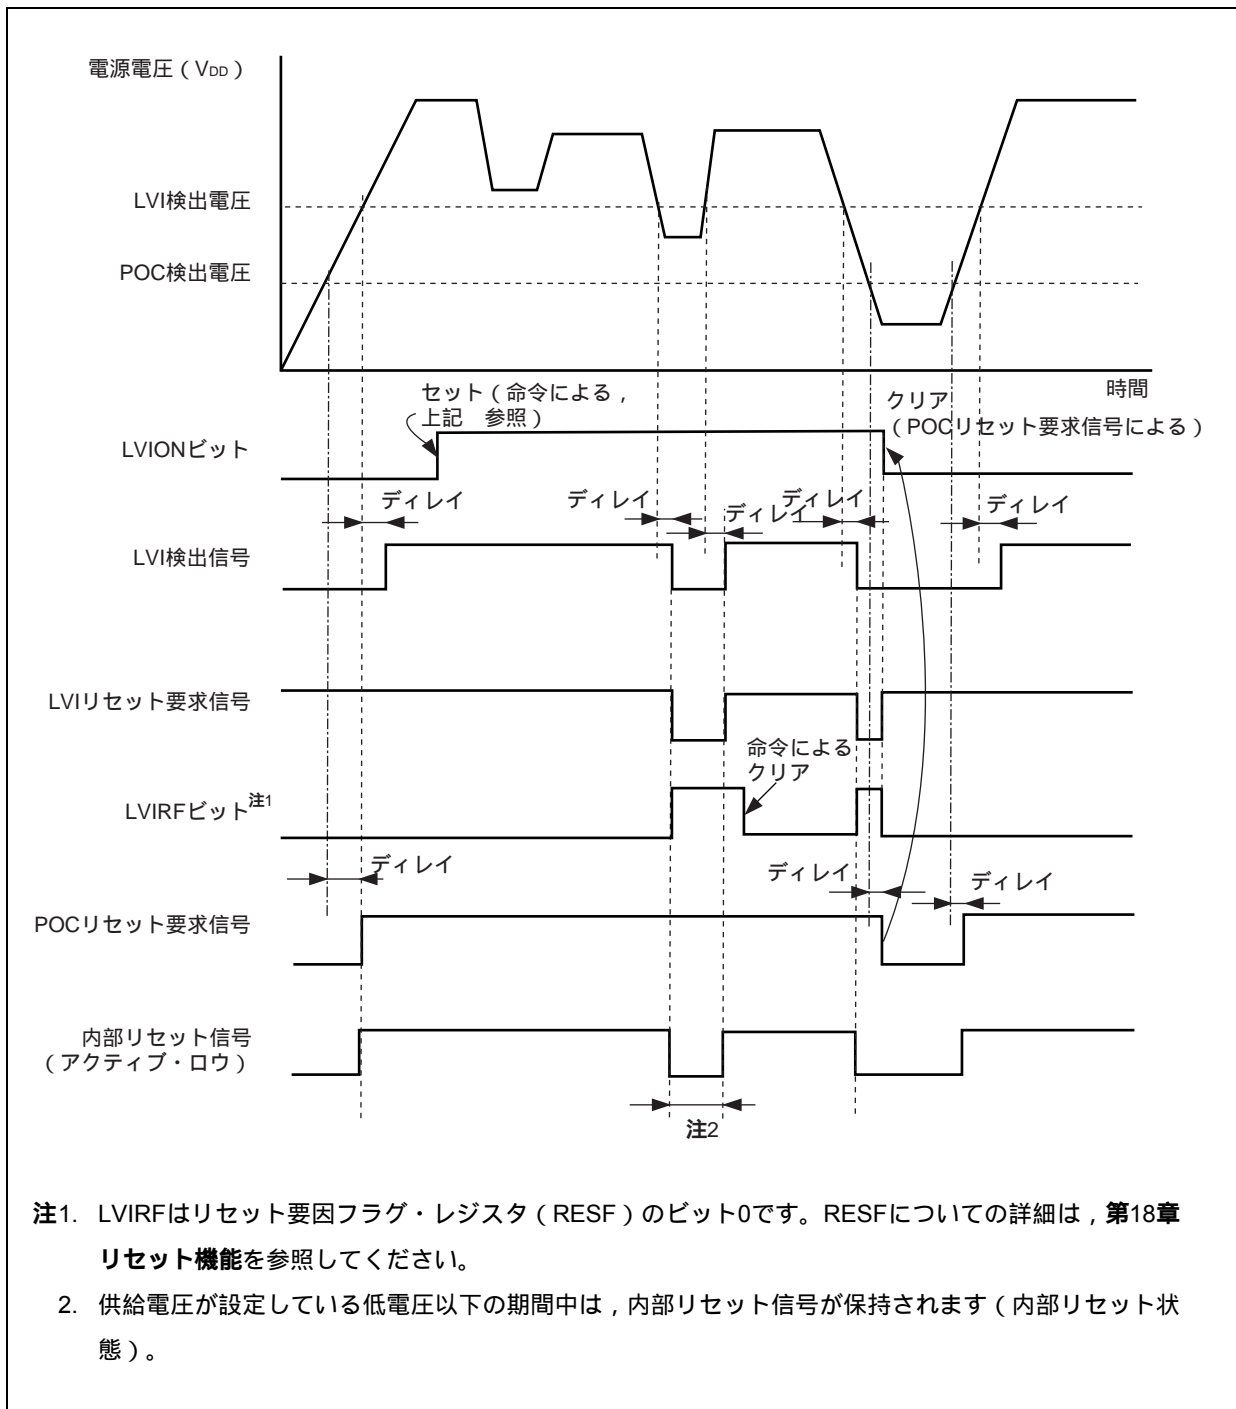 電源電圧（VDD）
LVI検出電圧
POC検出電圧
時間
セット（命令による，
上記　参照）
クリア
（POCリセット要求信号による）
LVIONビット
ディレイ
ディレイ
ディレイ
ディレイ
ディレイ
LVI検出信号
LVIリセット要求信号
命令による
クリア
LVIRFビット注1
ディレイ
ディレイ
ディレイ
POCリセット要求信号
内部リセット信号
（アクティブ・ロウ）
注2
注1. LVIRFはリセット要因フラグ・レジスタ（RESF）のビット0です。RESFについての詳細は，第18章
リセット機能を参照してください。
2. 供給電圧が設定している低電圧以下の期間中は，内部リセット信号が保持されます（内部リセット状
態）。